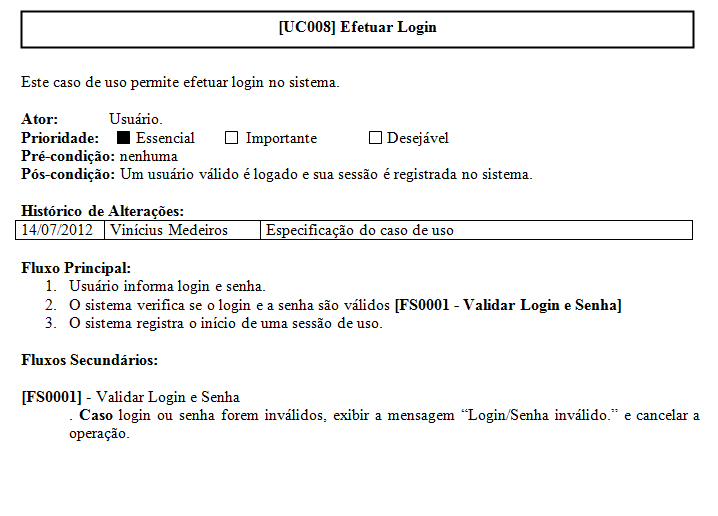 [UC008] Efetuar Login
Este caso de uso permite efetuar login no sistema.
Ator: Usuário.
Prioridade: Essencial Importante Desejável
Pré-condição: nenhuma
Pós-condição: Um usuário válido é logado e sua sessão é registrada no sistema.
Histórico de Alterações:
14/07/2012 Vinícius Medeiros Especificação do caso de uso
Fluxo Principal:
1. Usuário informa login e senha.
2. O sistema verifica se o login e a senha são válidos [FS0001 - Validar Login e Senha]
3. O sistema registra o início de uma sessão de uso.
Fluxos Secundários:
[FS0001] - Validar Login e Senha
. Caso login ou senha forem inválidos, exibir a mensagem “Login/Senha inválido.” e cancelar a
operação.